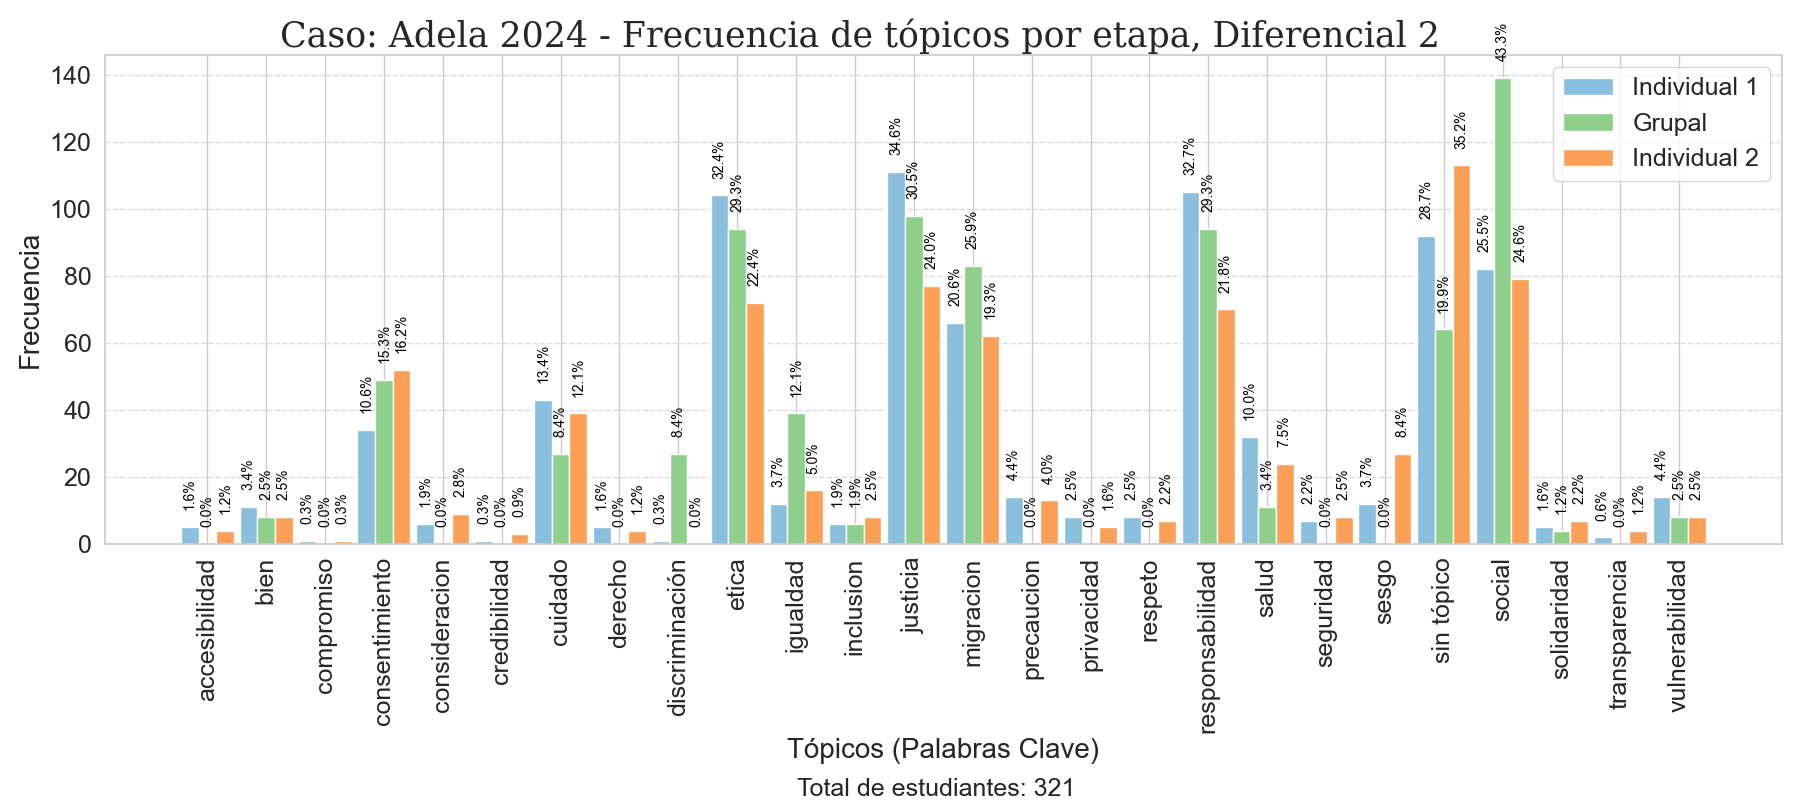 Caso: Adela 2024 - Frecuencia de tópicos por etapa, Diferencial 2
Frecuencia
140
120
100
80
60
40
20
0
Individual 1
Grupal
Individual 2
1.6%
0.0%
1.2%
3.4%
2.5%
2.5%
0.3%
0.0%
0.3%
10.6%
15.3%
16.2%
1.9%
0.0%
2.8%
0.3%
0.0%
0.9%
13.4%
8.4%
12.1%
1.6%
0.0%
1.2%
0.3%
8.4%
0.0%
32.4%
29.3%
22.4%
3.7%
12.1%
5.0%
1.9%
1.9%
2.5%
34.6%
30.5%
24.0%
20.6%
25.9%
19.3%
4.4%
0.0%
4.0%
2.5%
0.0%
1.6%
2.5%
0.0%
2.2%
32.7%
29.3%
21.8%
10.0%
3.4%
7.5%
2.2%
0.0%
2.5%
3.7%
0.0%
8.4%
28.7%
19.9%
35.2%
25.5%
43.3%
24.6%
1.6%
1.2%
2.2%
0.6%
0.0%
1.2%
4.4%
2.5%
2.5%
accesibilidad
bien
compromiso
consentimiento
consideracion
credibilidad
cuidado
derecho
discriminación
etica
igualdad
inclusion
justicia
migracion
precaucion
privacidad
respeto
responsabilidad
salud
seguridad
sesgo
sin tópico
social
solidaridad
transparencia
vulnerabilidad
Tópicos (Palabras Clave)
Total de estudiantes: 321